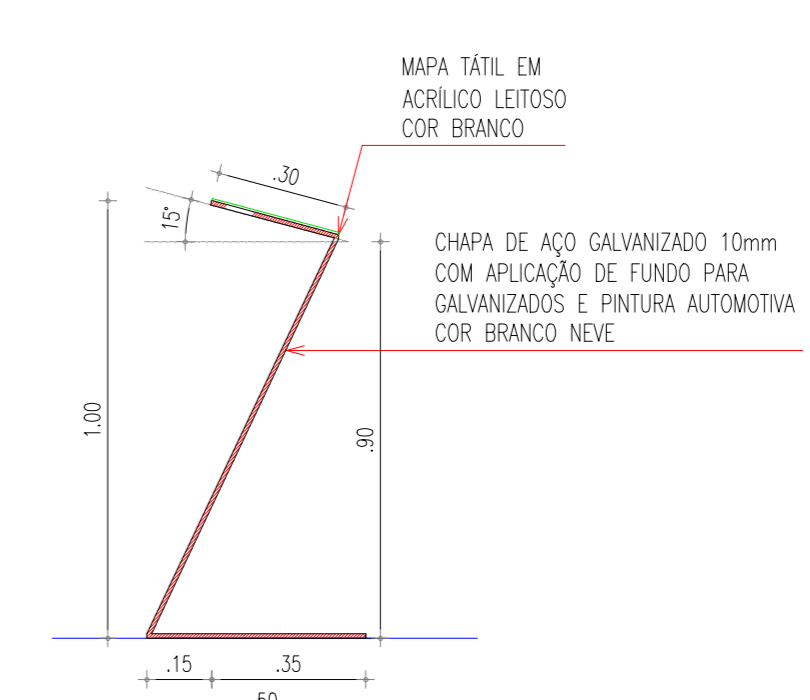 MAPA TÁTIL EM
ACRÍLICO LEITOSO
COR BRANCO
.30
15°
CHAPA DE AÇO GALVANIZADO 10mm
COM APLICAÇÃO DE FUNDO PARA
GALVANIZADOS E PINTURA AUTOMOTIVA
COR BRANCO NEVE
1.00
.90
.15
.35
.50